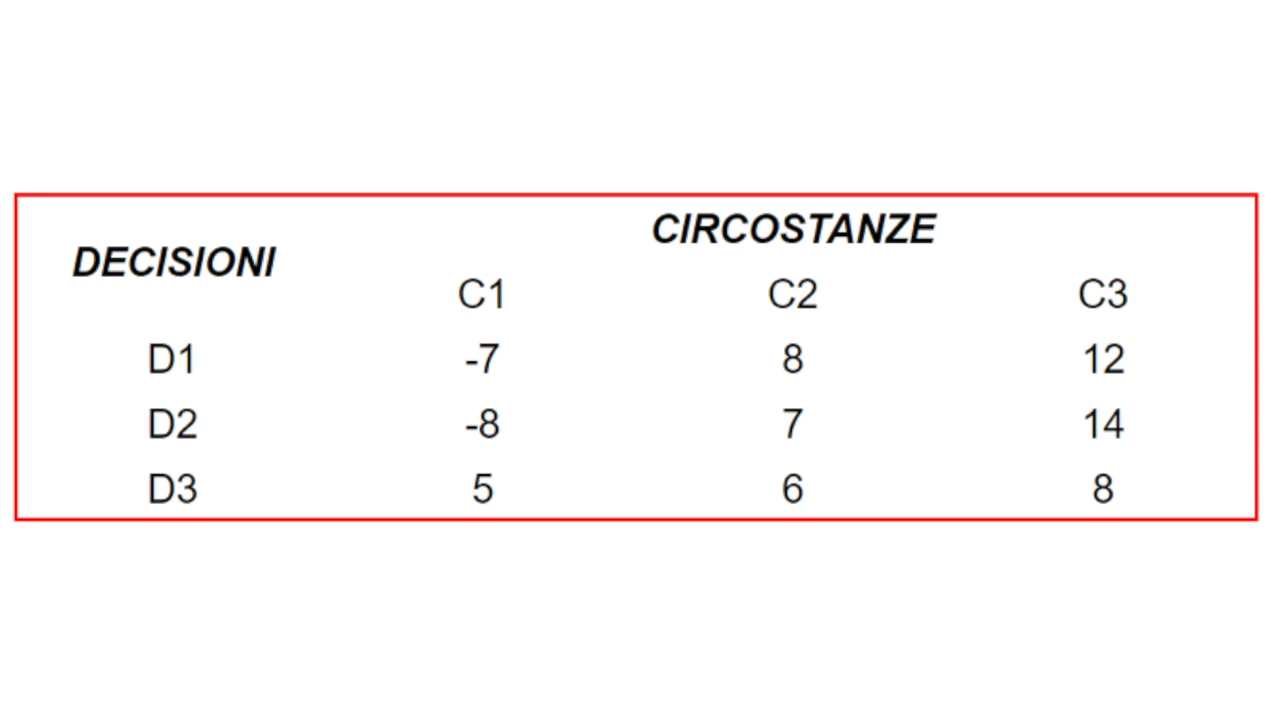 CIRCOSTANZE
DECISIONI
C1 C2 C3
D1 -7 8 12
D2 -8 7 14
D3 5 6 8